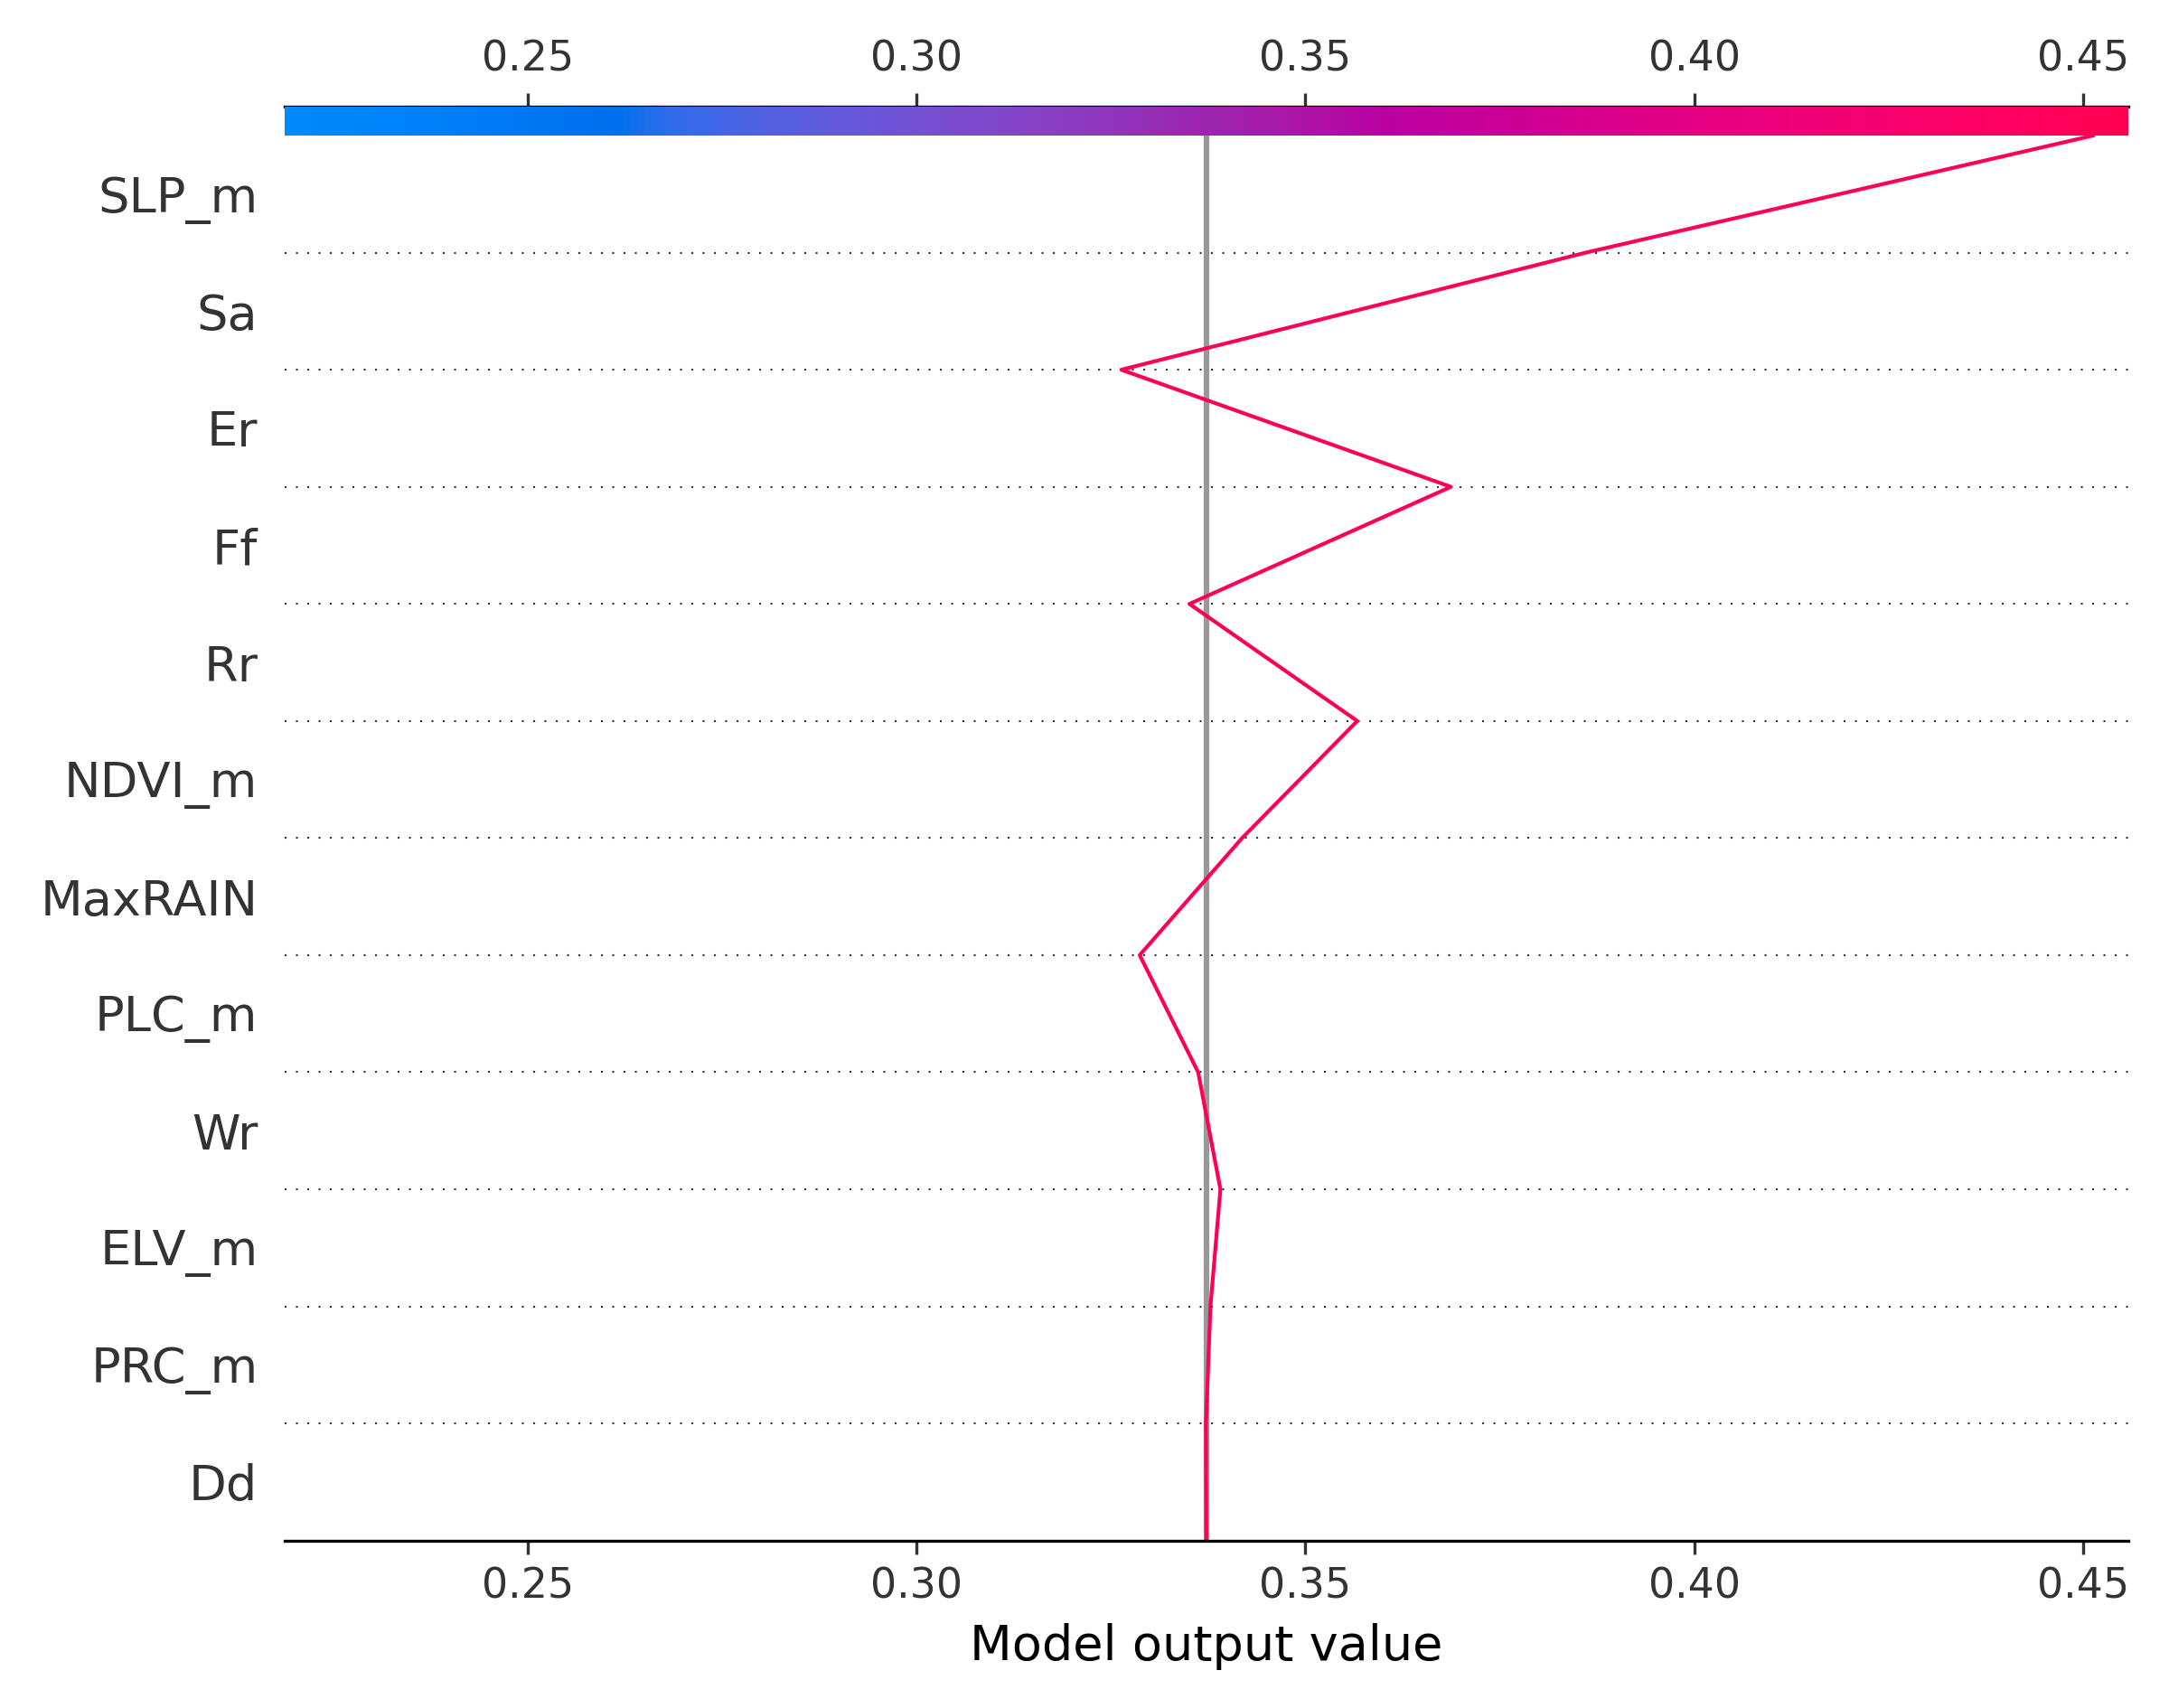 0.25 0.30 0.35 0.40 0.45
SLP_m
Sa
Er
Ff
Rr
NDVI_m
MaxRAIN
PLC_m
Wr
ELV_m
PRC_m
Dd
0.25 0.30 0.35 0.40 0.45
Model output value